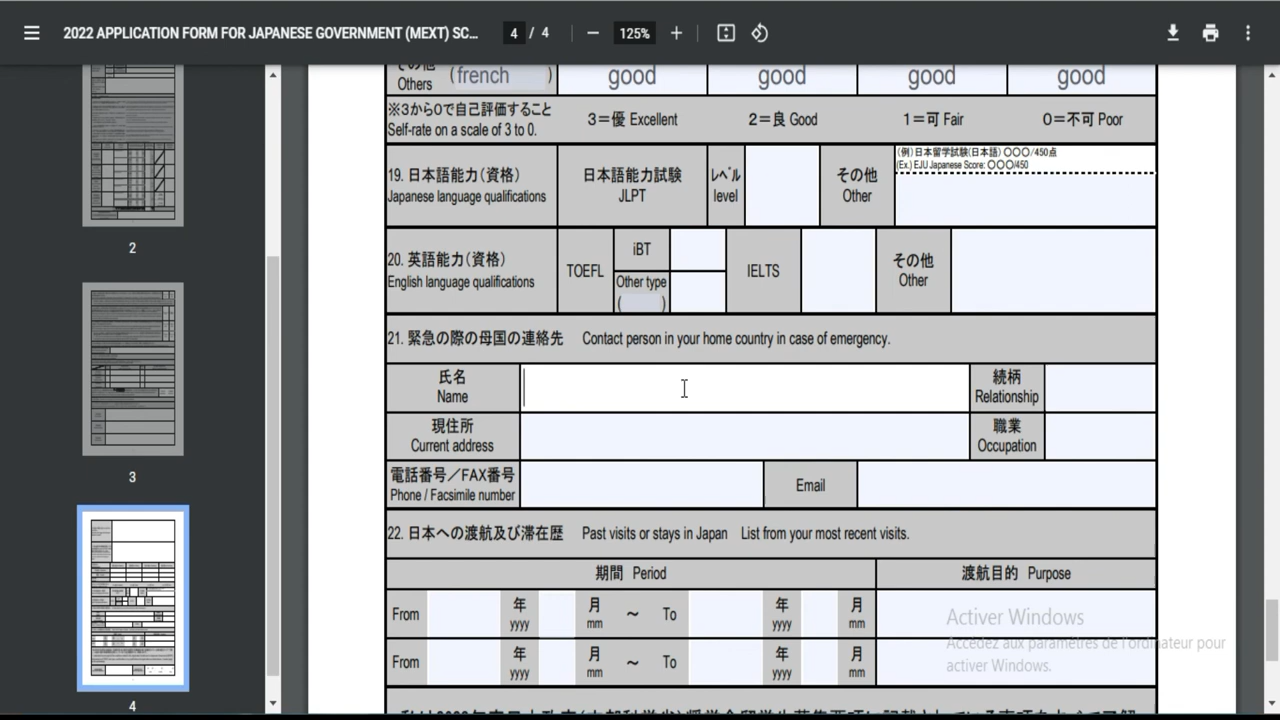 2022 APPLICATION FORM FOR JAPANESE GOVERNMENT (MEXT) SC...
4 / 4
125%
2
3
4
その他
Others
(french)
good
good
good
good
※3から0で自己評価すること
Self-rate on a scale of 3 to 0.
3=優 Excellent
2=良 Good
1=可 Fair
0=不可 Poor
19. 日本語能力(資格)
Japanese language qualifications
日本語能力試験
JLPT
レベル
level
その他
Other
(例)日本留学試験(日本語) 〇〇〇/450点
(Ex.) EJU Japanese Score: 〇〇〇/450
20. 英語能力(資格)
English language qualifications
TOEFL
iBT
Other type
( )
IELTS
その他
Other
21. 緊急の際の母国の連絡先 Contact person in your home country in case of emergency.
氏名
Name
続柄
Relationship
現住所
Current address
職業
Occupation
電話番号/FAX番号
Phone / Facsimile number
Email
22. 日本への渡航及び滞在歴 Past visits or stays in Japan List from your most recent visits.
期間 Period
渡航目的 Purpose
From
年
yyyy
月
mm
~
To
年
yyyy
月
mm
From
年
yyyy
月
mm
~
To
年
yyyy
月
mm
Activer Windows
Accédez aux paramètres de l'ordinateur pour
activer Windows.